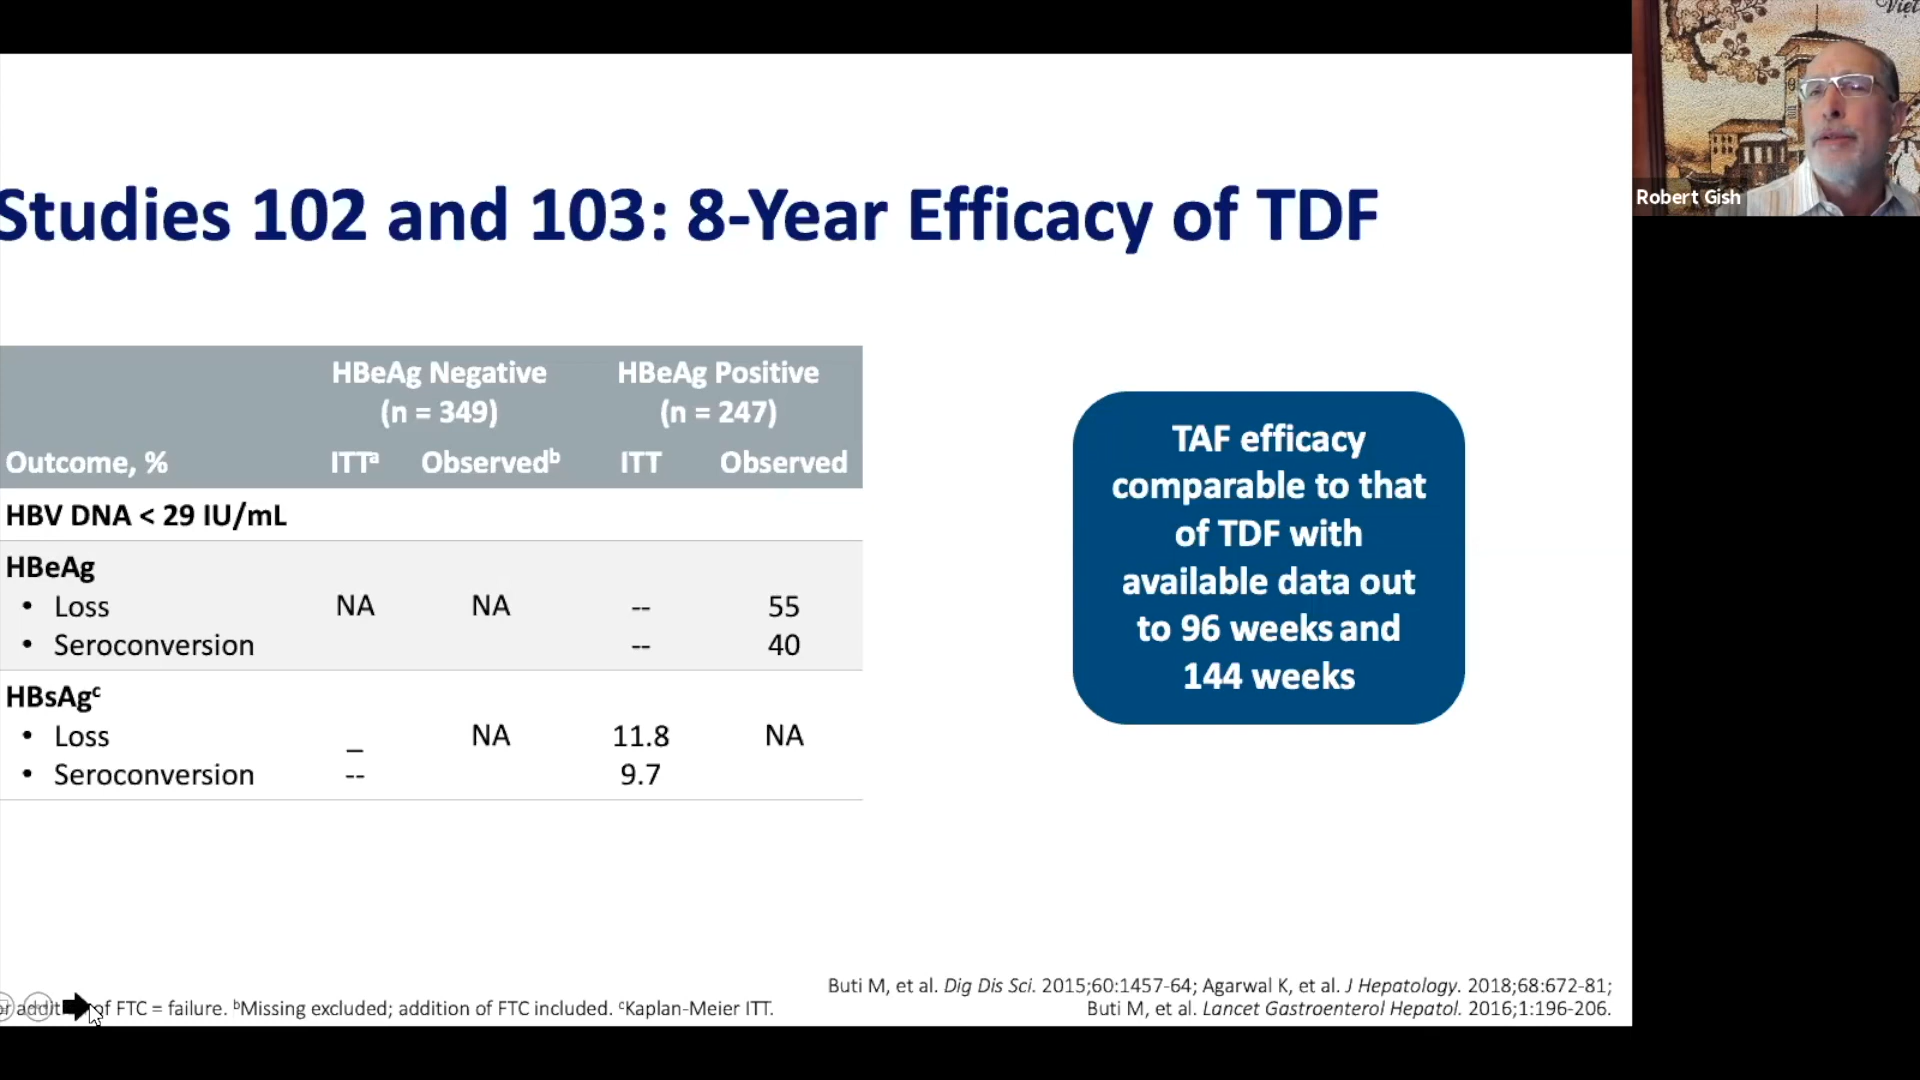 Studies 102 and 103: 8-Year Efficacy of TDF
HBeAg Negative HBeAg Positive
(n = 349) (n = 247)
Outcome, % ITTᵃ Observedᵇ ITT Observed
HBV DNA < 29 IU/mL
HBeAg
• Loss NA NA -- 55
• Seroconversion -- 40
HBsAgᶜ
• Loss _ NA 11.8 NA
• Seroconversion -- 9.7
TAF efficacy
comparable to that
of TDF with
available data out
to 96 weeks and
144 weeks
of FTC = failure. ᵇMissing excluded; addition of FTC included. ᶜKaplan-Meier ITT.
Buti M, et al. Dig Dis Sci. 2015;60:1457-64; Agarwal K, et al. J Hepatology. 2018;68:672-81;
Buti M, et al. Lancet Gastroenterol Hepatol. 2016;1:196-206.
Robert Gish